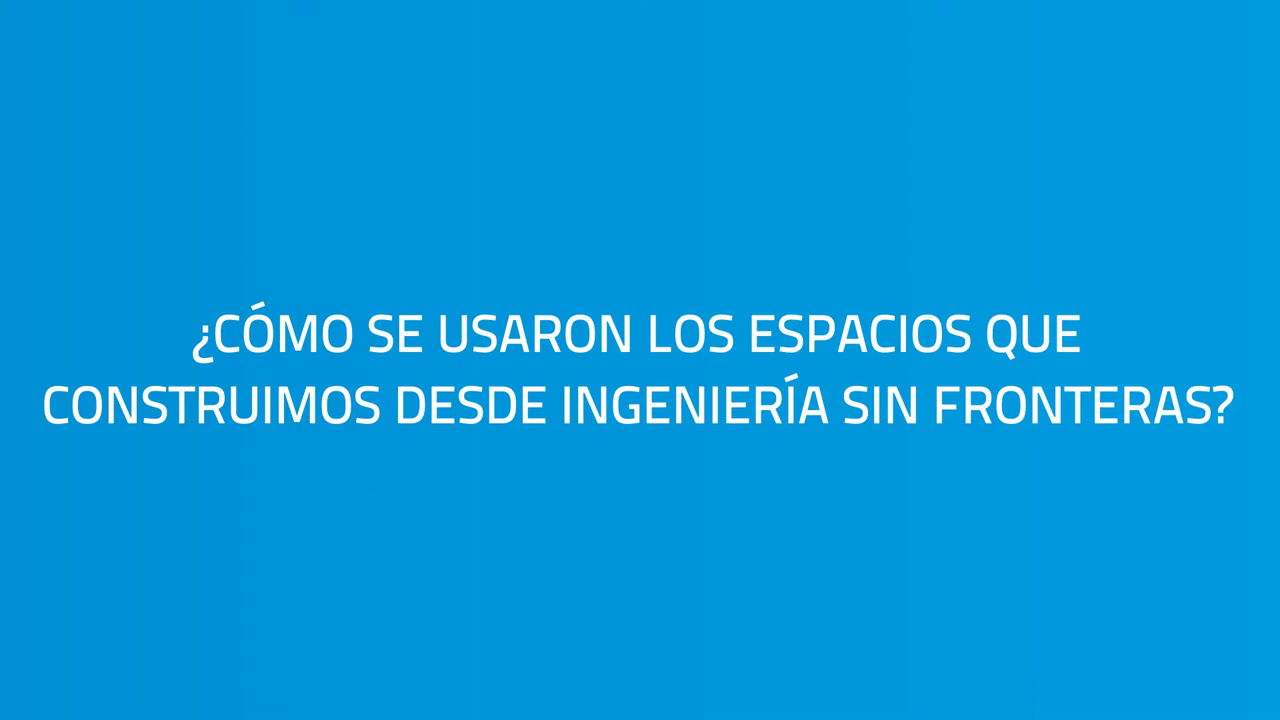 ¿CÓMO SE USARON LOS ESPACIOS QUE
CONSTRUIMOS DESDE INGENIERÍA SIN FRONTERAS?